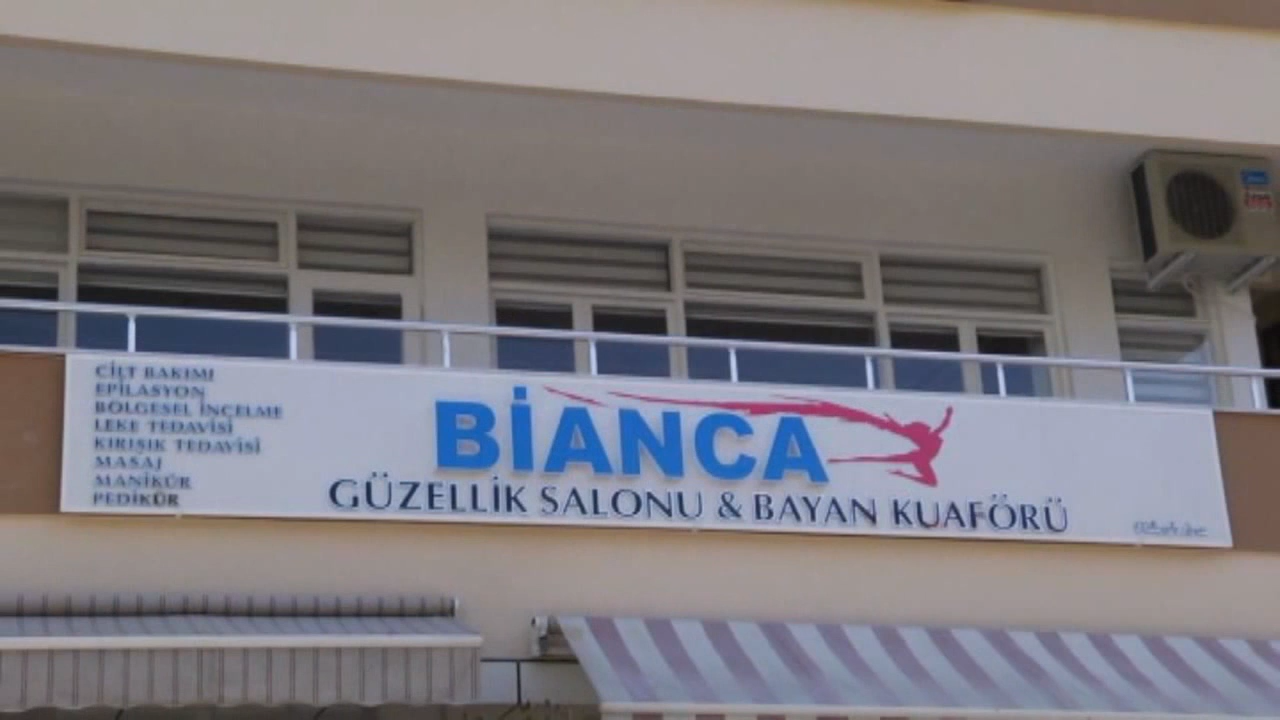 CİLT BAKIMI
EPİLASYON
BÖLGESEL İNCELME
LEKE TEDAVİSİ
KIRIŞIK TEDAVİSİ
MASAJ
MANİKÜR
PEDİKÜR
BİANCA
GÜZELLİK SALONU & BAYAN KUAFÖRÜ